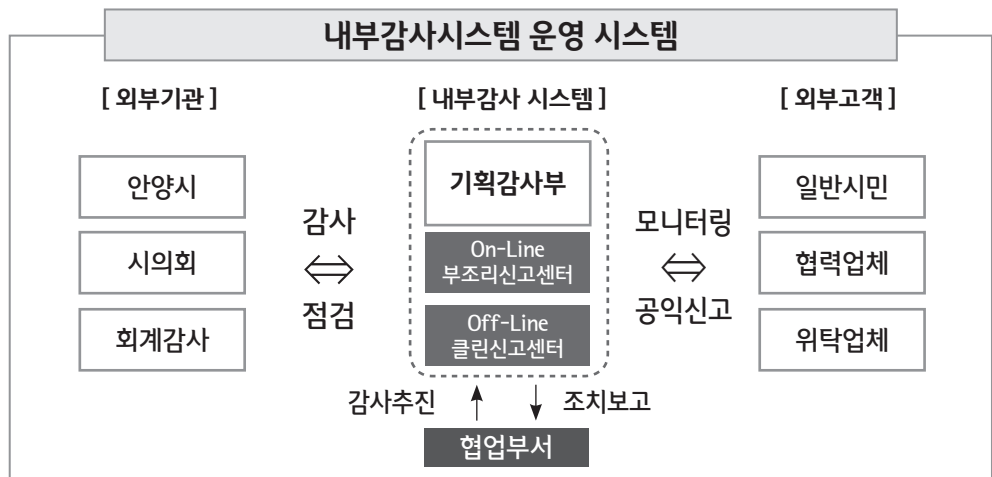 내부감사시스템 운영 시스템
[ 외부기관 ]
안양시
시의회
회계감사
감사
⇔
점검
[ 내부감사 시스템 ]
기획감사부
On-Line
부조리신고센터
Off-Line
클린신고센터
모니터링
⇔
공익신고
[ 외부고객 ]
일반시민
협력업체
위탁업체
감사추진 ↑ ↓ 조치보고
협업부서